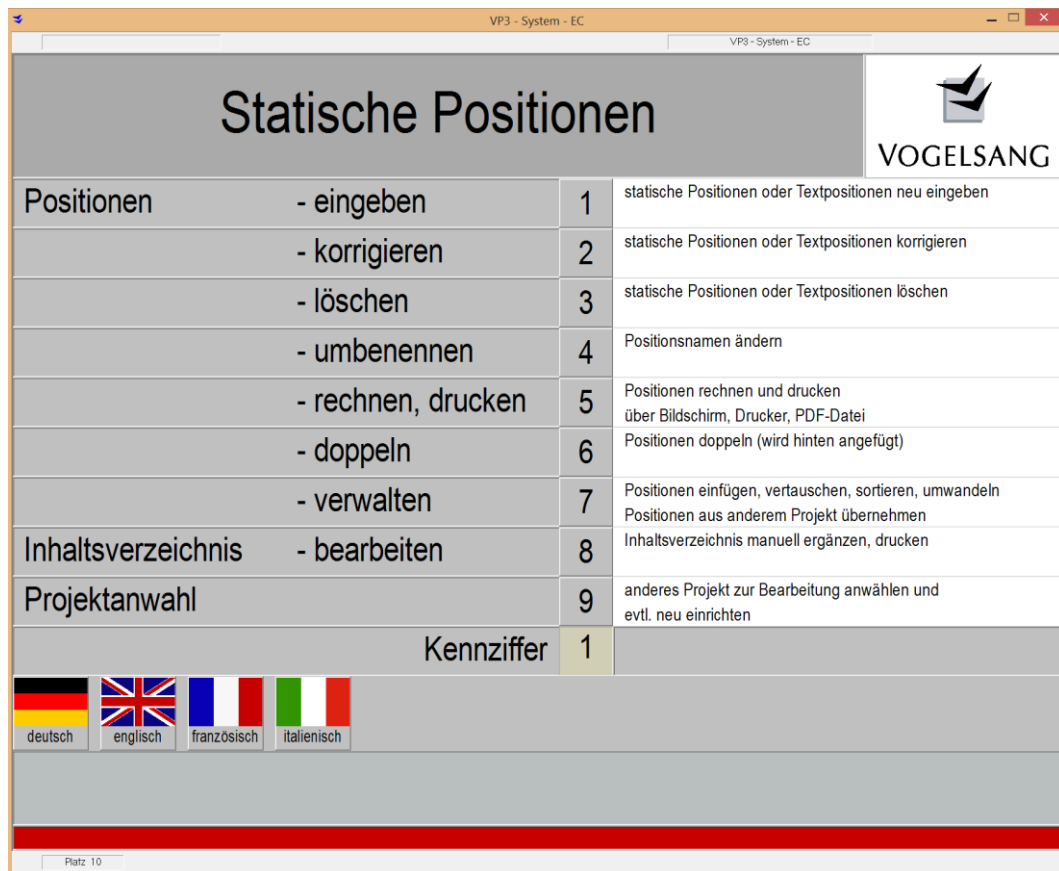 VP3 - System - EC
VP3 - System - EC
Statische Positionen
VOGELSANG
Positionen - eingeben 1 statische Positionen oder Textpositionen neu eingeben
- korrigieren 2 statische Positionen oder Textpositionen korrigieren
- löschen 3 statische Positionen oder Textpositionen löschen
- umbenennen 4 Positionsnamen ändern
- rechnen, drucken 5 Positionen rechnen und drucken
über Bildschirm, Drucker, PDF-Datei
- doppeln 6 Positionen doppeln (wird hinten angefügt)
- verwalten 7 Positionen einfügen, vertauschen, sortieren, umwandeln
Positionen aus anderem Projekt übernehmen
Inhaltsverzeichnis - bearbeiten 8 Inhaltsverzeichnis manuell ergänzen, drucken
Projektanwahl 9 anderes Projekt zur Bearbeitung anwählen und
evtl. neu einrichten
Kennziffer 1
deutsch englisch französisch italienisch
Platz 10